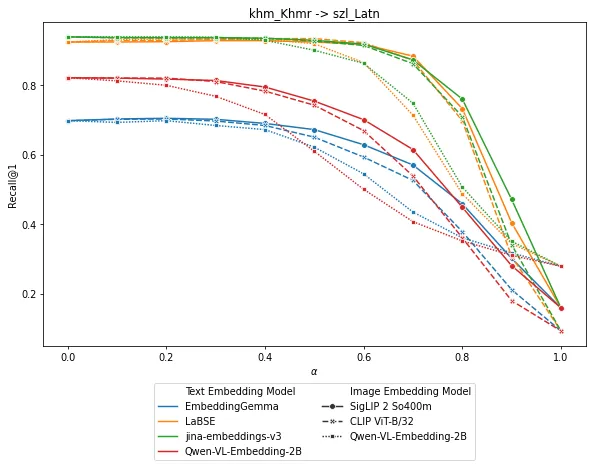 khm_Khmr -> szl_Latn
Recall@1
0.8
0.6
0.4
0.2
0.0 0.2 0.4 0.6 0.8 1.0
α
Text Embedding Model
EmbeddingGemma
LaBSE
jina-embeddings-v3
Qwen-VL-Embedding-2B
Image Embedding Model
SigLIP 2 So400m
CLIP ViT-B/32
Qwen-VL-Embedding-2B